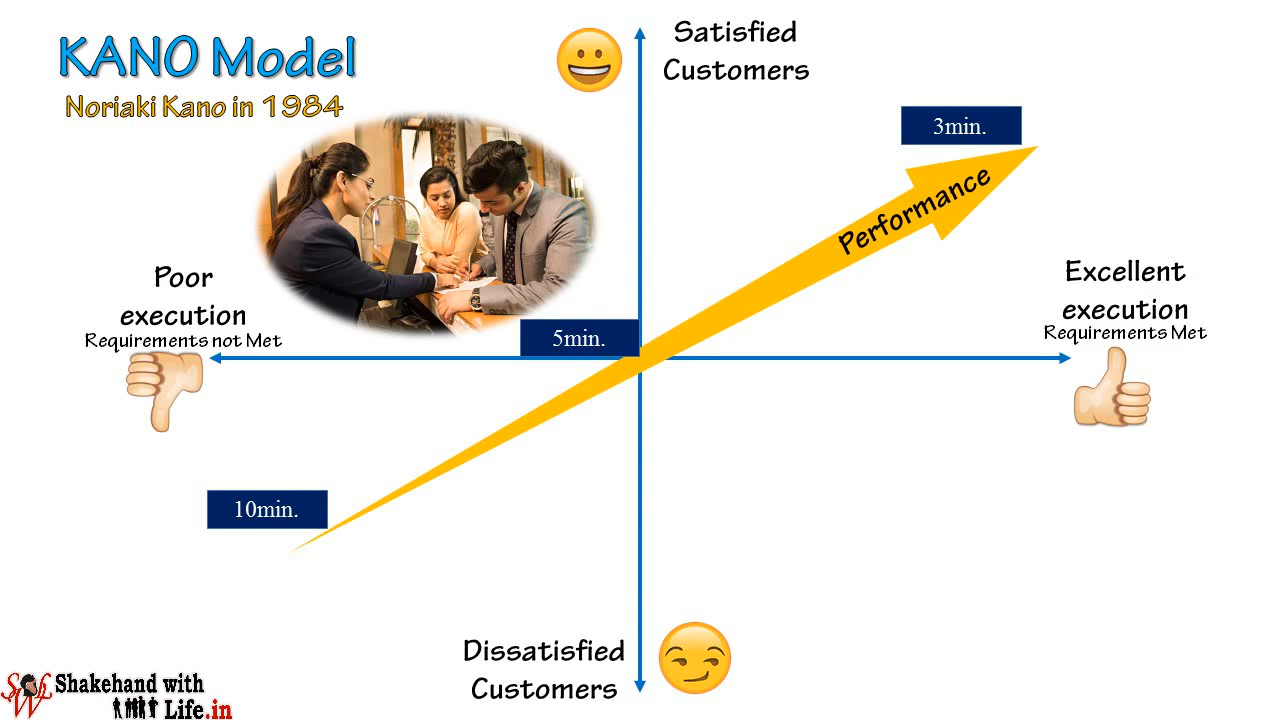 KANO Model
Noriaki Kano in 1984
Satisfied
Customers
3min.
Performance
Poor
execution
Requirements not Met
Excellent
execution
Requirements Met
5min.
10min.
Dissatisfied
Customers
SWL
Shakehand with
Life.in